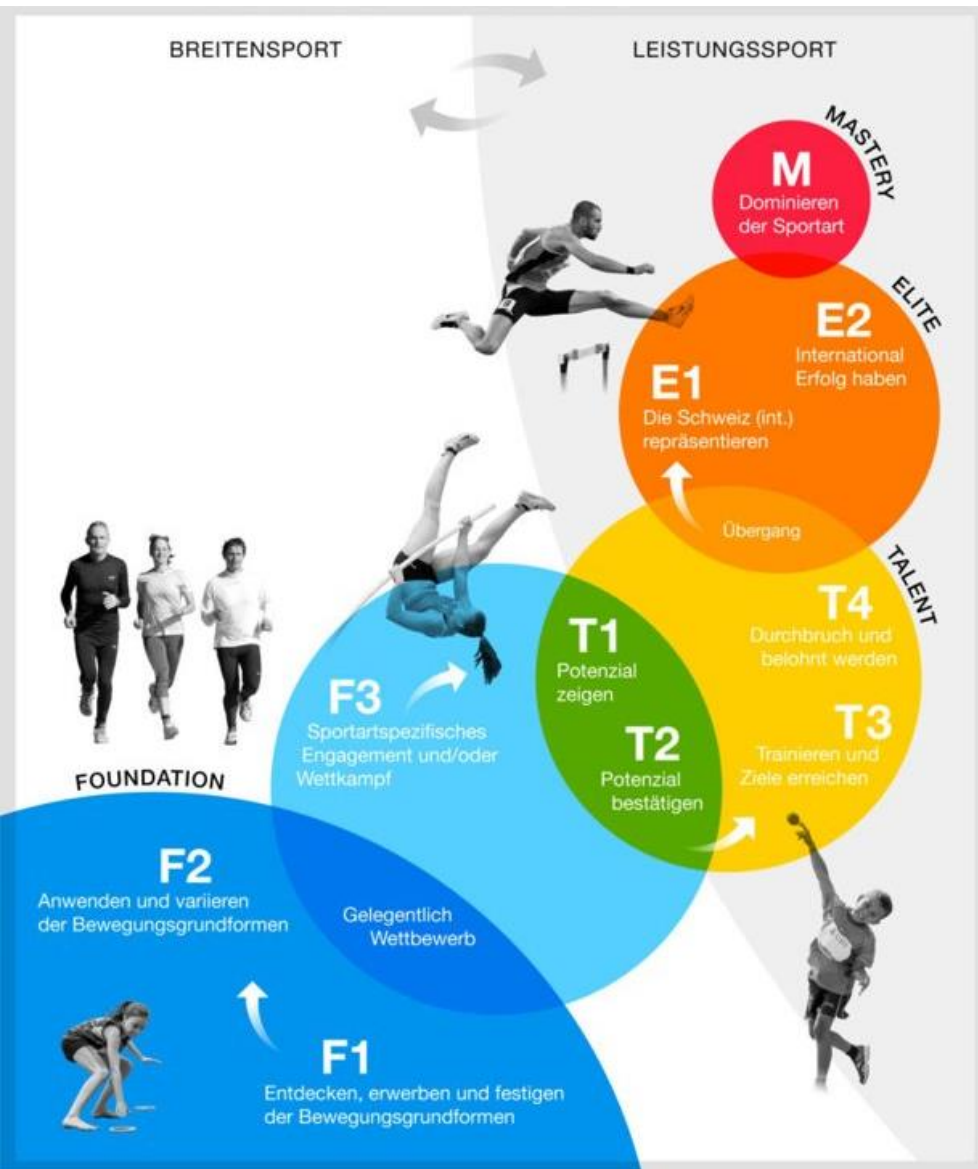 BREITENSPORT
LEISTUNGSSPORT
MASTERY
M
Dominieren
der Sportart
ELITE
E2
International
Erfolg haben
E1
Die Schweiz (int.)
repräsentieren
Übergang
TALENT
T4
Durchbruch und
belohnt werden
T1
Potenzial
zeigen
T3
Trainieren und
Ziele erreichen
T2
Potenzial
bestätigen
F3
Sportartspezifisches
Engagement und/oder
Wettkampf
FOUNDATION
F2
Anwenden und variieren
der Bewegungsgrundformen
Gelegentlich
Wettbewerb
F1
Entdecken, erwerben und festigen
der Bewegungsgrundformen